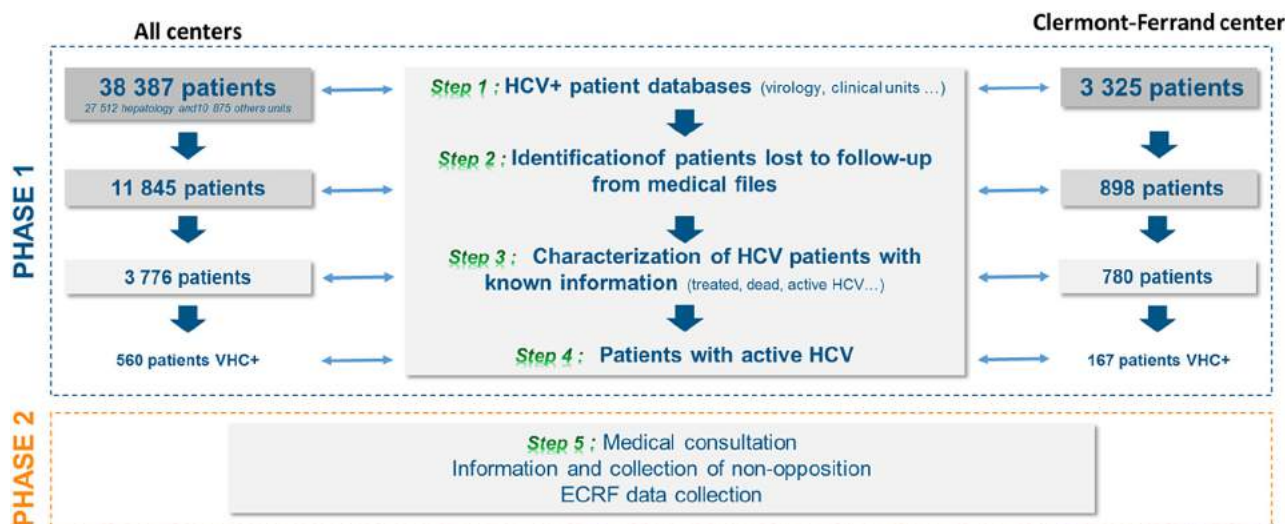 All centers
Clermont-Ferrand center
PHASE 1
38 387 patients
27 512 hepatology and10 875 others units
Step 1 : HCV+ patient databases (virology, clinical units ...)
3 325 patients
11 845 patients
Step 2 : Identificationof patients lost to follow-up
from medical files
898 patients
3 776 patients
Step 3 : Characterization of HCV patients with
known information (treated, dead, active HCV...)
780 patients
560 patients VHC+
Step 4 : Patients with active HCV
167 patients VHC+
PHASE 2
Step 5 : Medical consultation
Information and collection of non-opposition
ECRF data collection